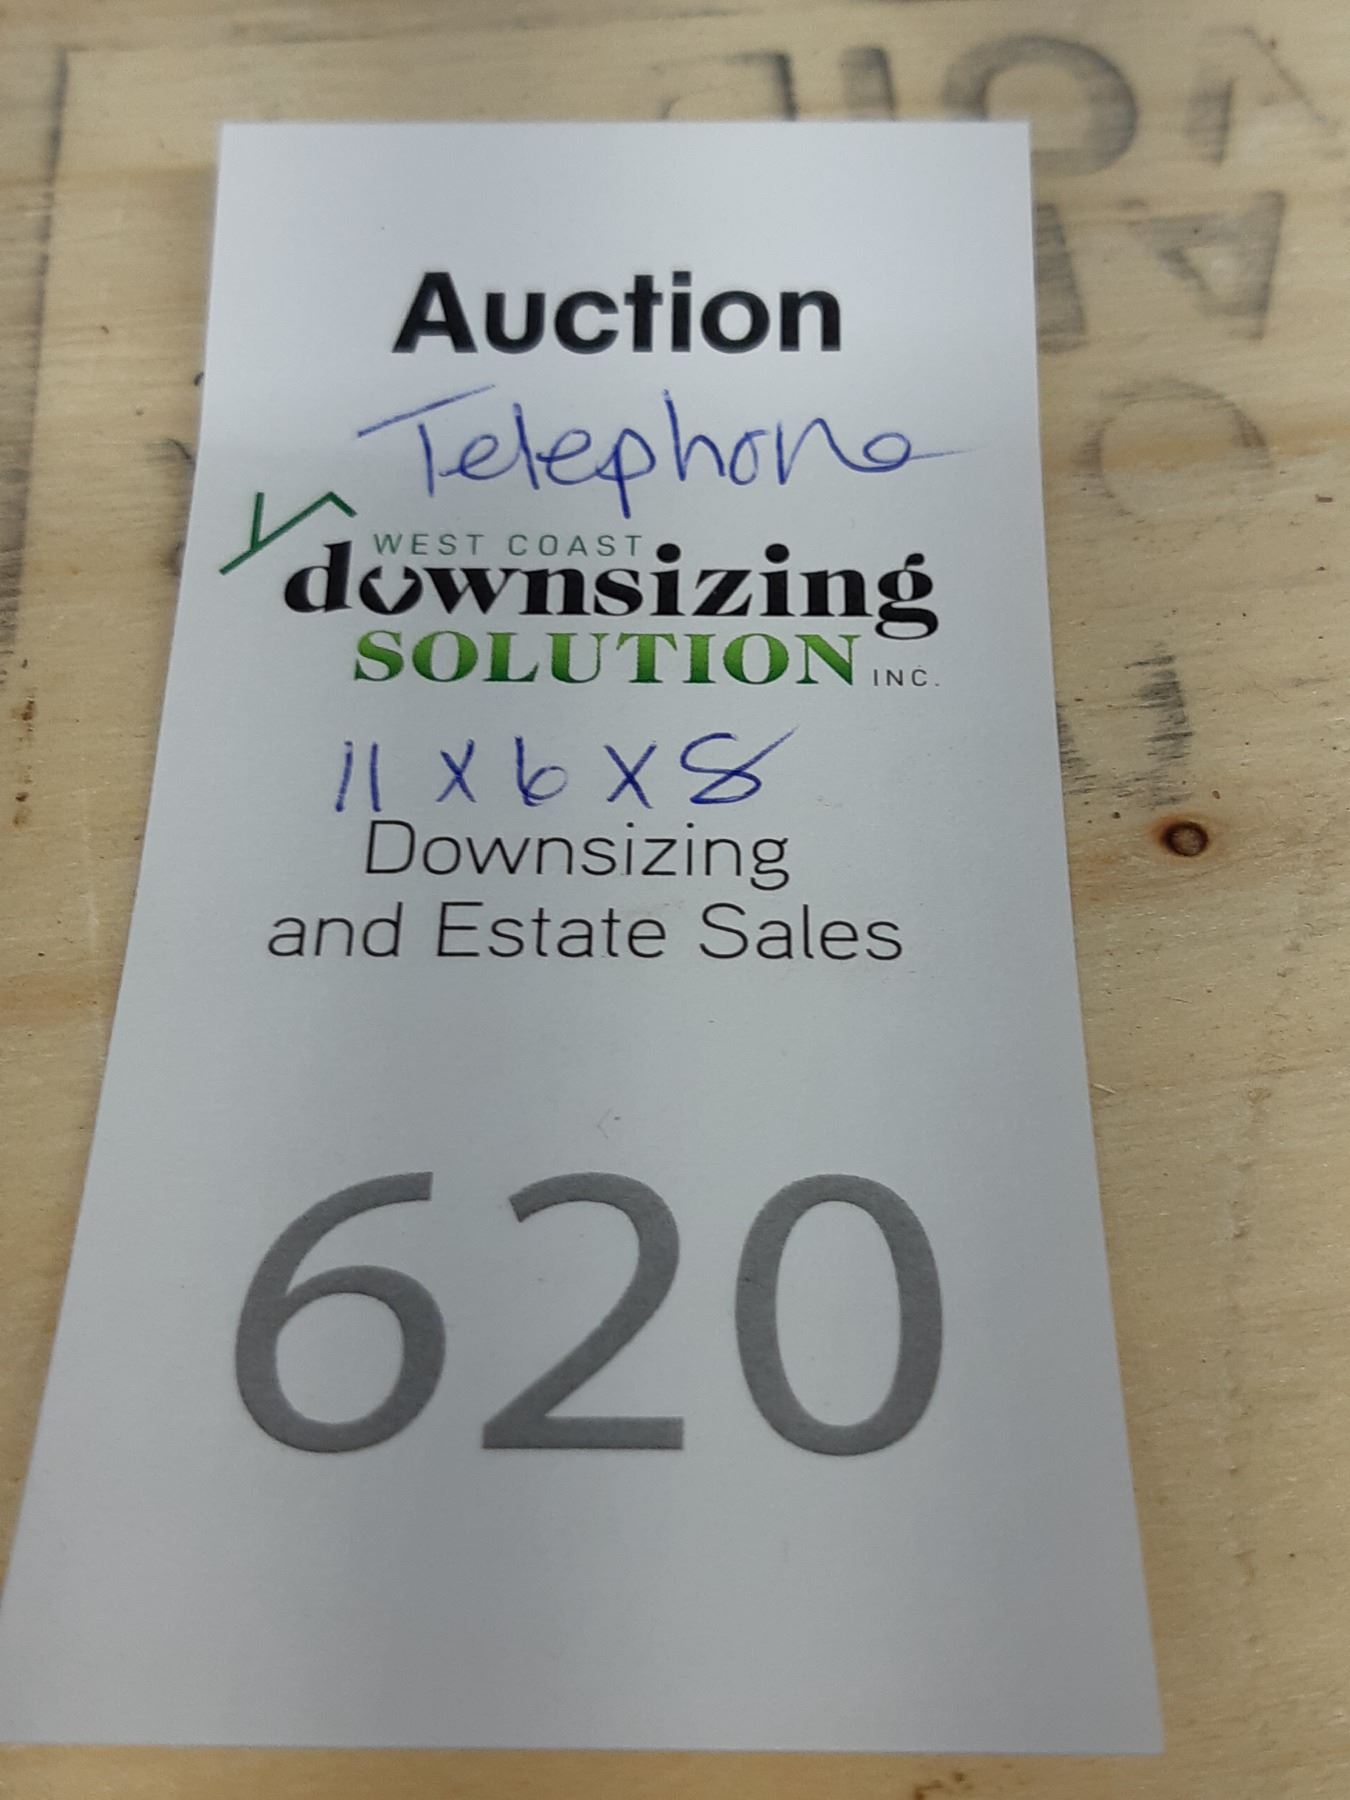 Auction
Telephone
WEST COAST
downsizing
SOLUTION INC.
11 x 6 x 8
Downsizing
and Estate Sales
620